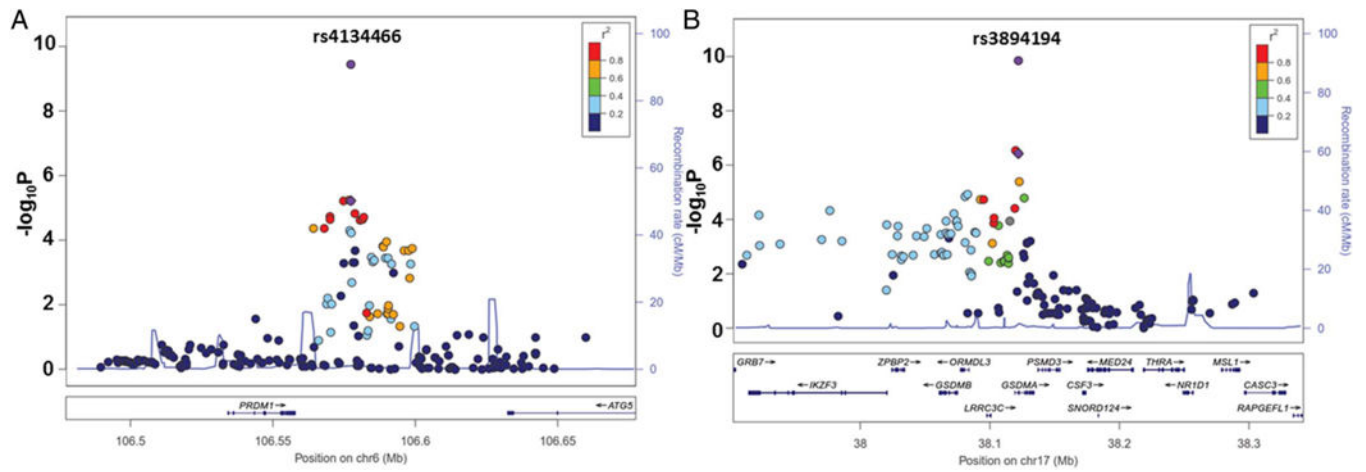 A
rs4134466
r²
0.8
0.6
0.4
0.2
10
8
6
4
2
0
-log10P
100
80
60
40
20
0
Recombination rate (cM/Mb)
PRDM1→
←ATG5
106.5
106.55
106.6
106.65
Position on chr6 (Mb)
B
rs3894194
r²
0.8
0.6
0.4
0.2
10
8
6
4
2
0
-log10P
100
80
60
40
20
0
Recombination rate (cM/Mb)
GRB7→
ZPBP2→
←ORMDL3
PSMD3→
←MED24
THRA→
MSL1→
←IKZF3
←GSDMB
GSDMA→
CSF3→
←NR1D1
CASC3→
LRRC3C→
SNORD124→
RAPGEFL1→
38
38.1
38.2
38.3
Position on chr17 (Mb)